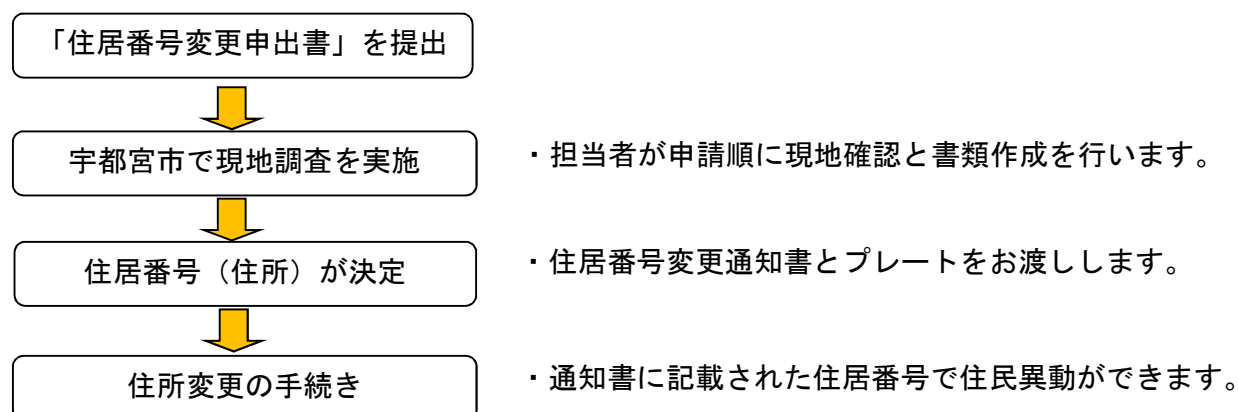 「住居番号変更申出書」を提出
宇都宮市で現地調査を実施
・担当者が申請順に現地確認と書類作成を行います。
住居番号（住所）が決定
・住居番号変更通知書とプレートをお渡しします。
住所変更の手続き
・通知書に記載された住居番号で住民異動ができます。